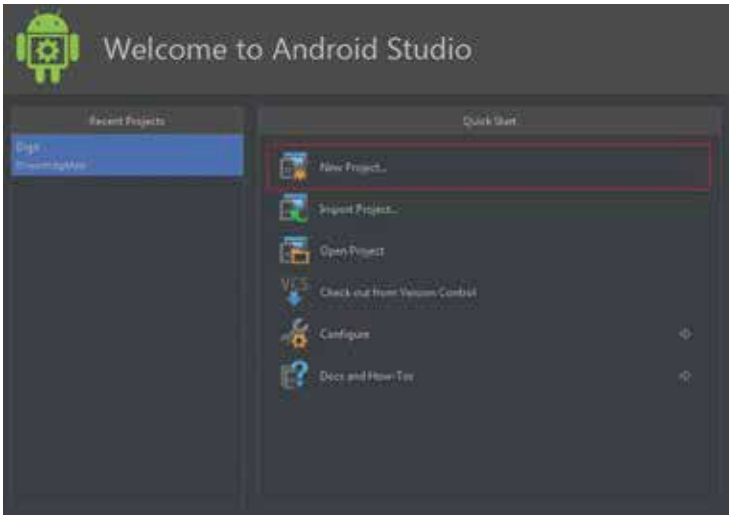 Welcome to Android Studio
Recent Projects
Quick Start
Digit
New Project...
Import Project...
Open Project
VCS
Check out from Version Control
Configure
Docs and How-Tos